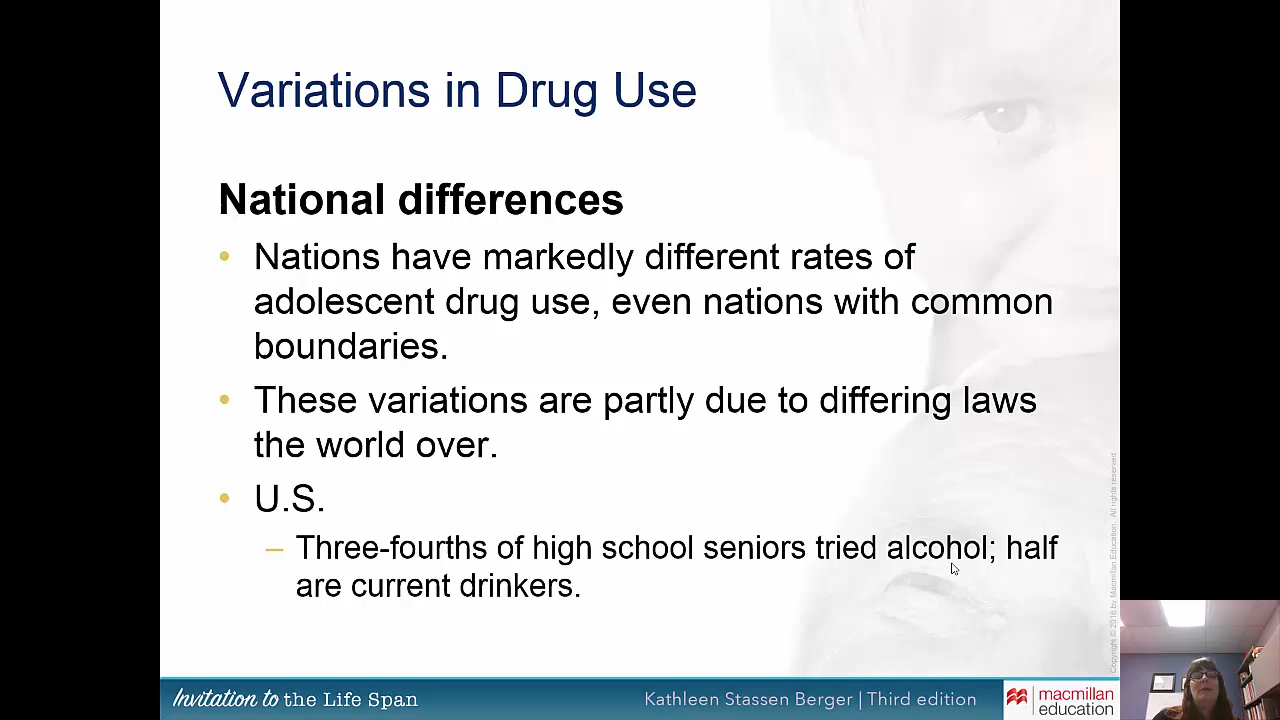 Variations in Drug Use
National differences
• Nations have markedly different rates of
adolescent drug use, even nations with common
boundaries.
• These variations are partly due to differing laws
the world over.
• U.S.
– Three-fourths of high school seniors tried alcohol; half
are current drinkers.
Copyright © 2016 by Macmillan Education. All rights reserved
Invitation to the Life Span
Kathleen Stassen Berger | Third edition
macmillan
education